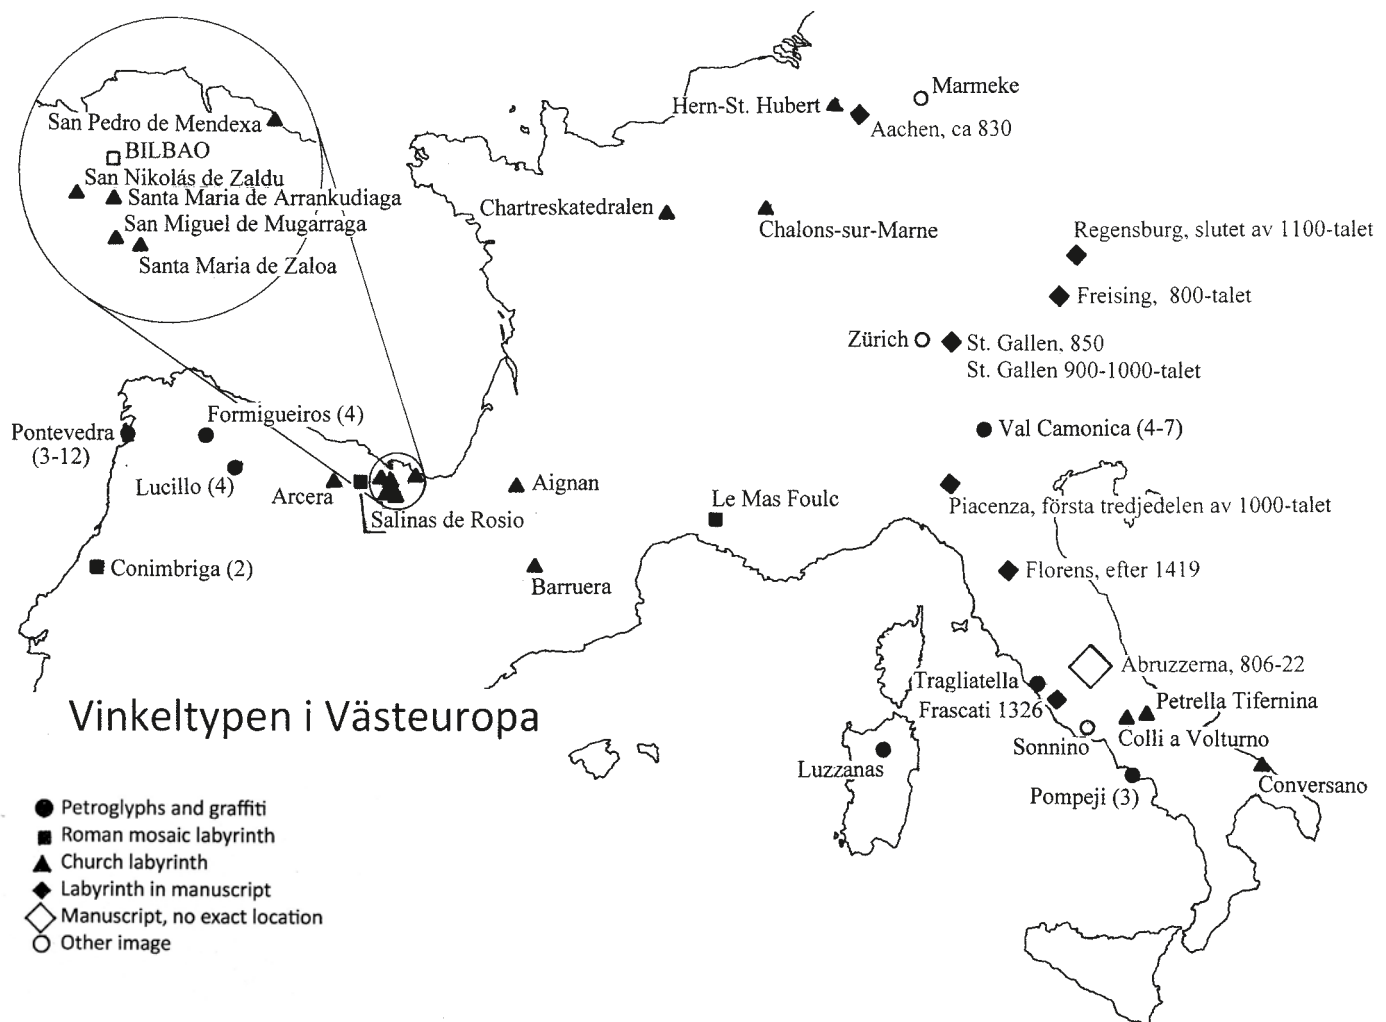 Marmeke
Hern-St. Hubert
Aachen, ca 830
San Pedro de Mendexa
BILBAO
San Nikolás de Zaldu
Santa Maria de Arrankudiaga
San Miguel de Mugarraga
Santa Maria de Zaloa
Chartreskatedralen
Chalons-sur-Marne
Regensburg, slutet av 1100-talet
Freising, 800-talet
Zürich
St. Gallen, 850
St. Gallen 900-1000-talet
Formigueiros (4)
Pontevedra
(3-12)
Lucillo (4)
Val Camonica (4-7)
Arcera
Aignan
Salinas de Rosio
Le Mas Foulc
Piacenza, första tredjedelen av 1000-talet
Conimbriga (2)
Barruera
Florens, efter 1419
Abruzzerna, 806-22
Tragliatella
Frascati 1326
Petrella Tifernina
Colli a Volturno
Sonnino
Luzzanas
Pompeji (3)
Conversano
Vinkeltypen i Västeuropa
Petroglyphs and graffiti
Roman mosaic labyrinth
Church labyrinth
Labyrinth in manuscript
Manuscript, no exact location
Other image